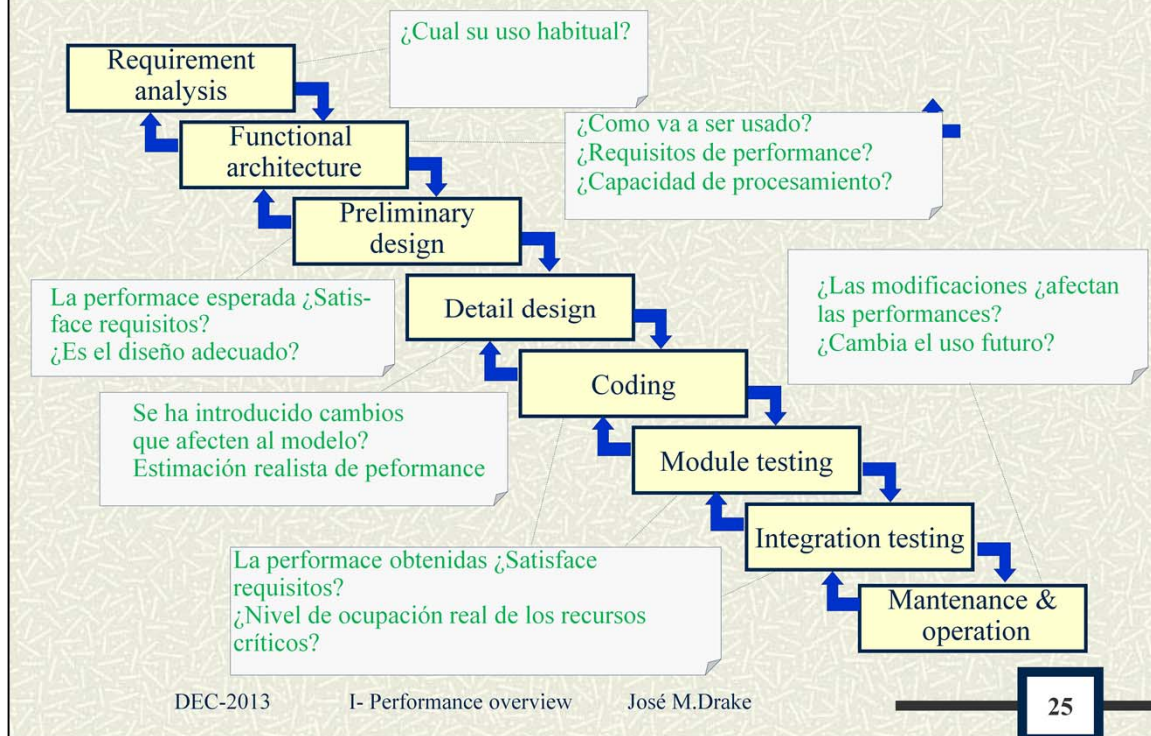 ¿Cual su uso habitual?
Requirement
analysis
¿Como va a ser usado?
¿Requisitos de performance?
¿Capacidad de procesamiento?
Functional
architecture
Preliminary
design
La performace esperada ¿Satis-
face requisitos?
¿Es el diseño adecuado?
Detail design
¿Las modificaciones ¿afectan
las performances?
¿Cambia el uso futuro?
Coding
Se ha introducido cambios
que afecten al modelo?
Estimación realista de peformance
Module testing
Integration testing
La performace obtenidas ¿Satisface
requisitos?
¿Nivel de ocupación real de los recursos
críticos?
Mantenance &
operation
DEC-2013 I- Performance overview José M.Drake
25